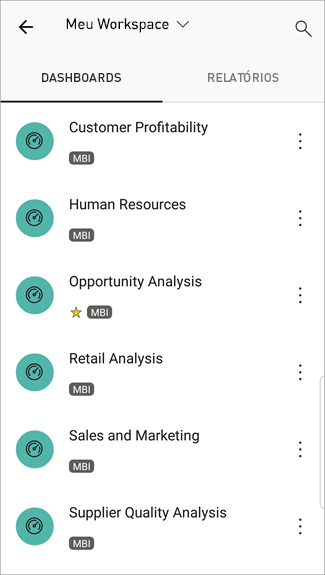 Meu Workspace
DASHBOARDS RELATÓRIOS
Customer Profitability
MBI
Human Resources
MBI
Opportunity Analysis
MBI
Retail Analysis
MBI
Sales and Marketing
MBI
Supplier Quality Analysis
MBI